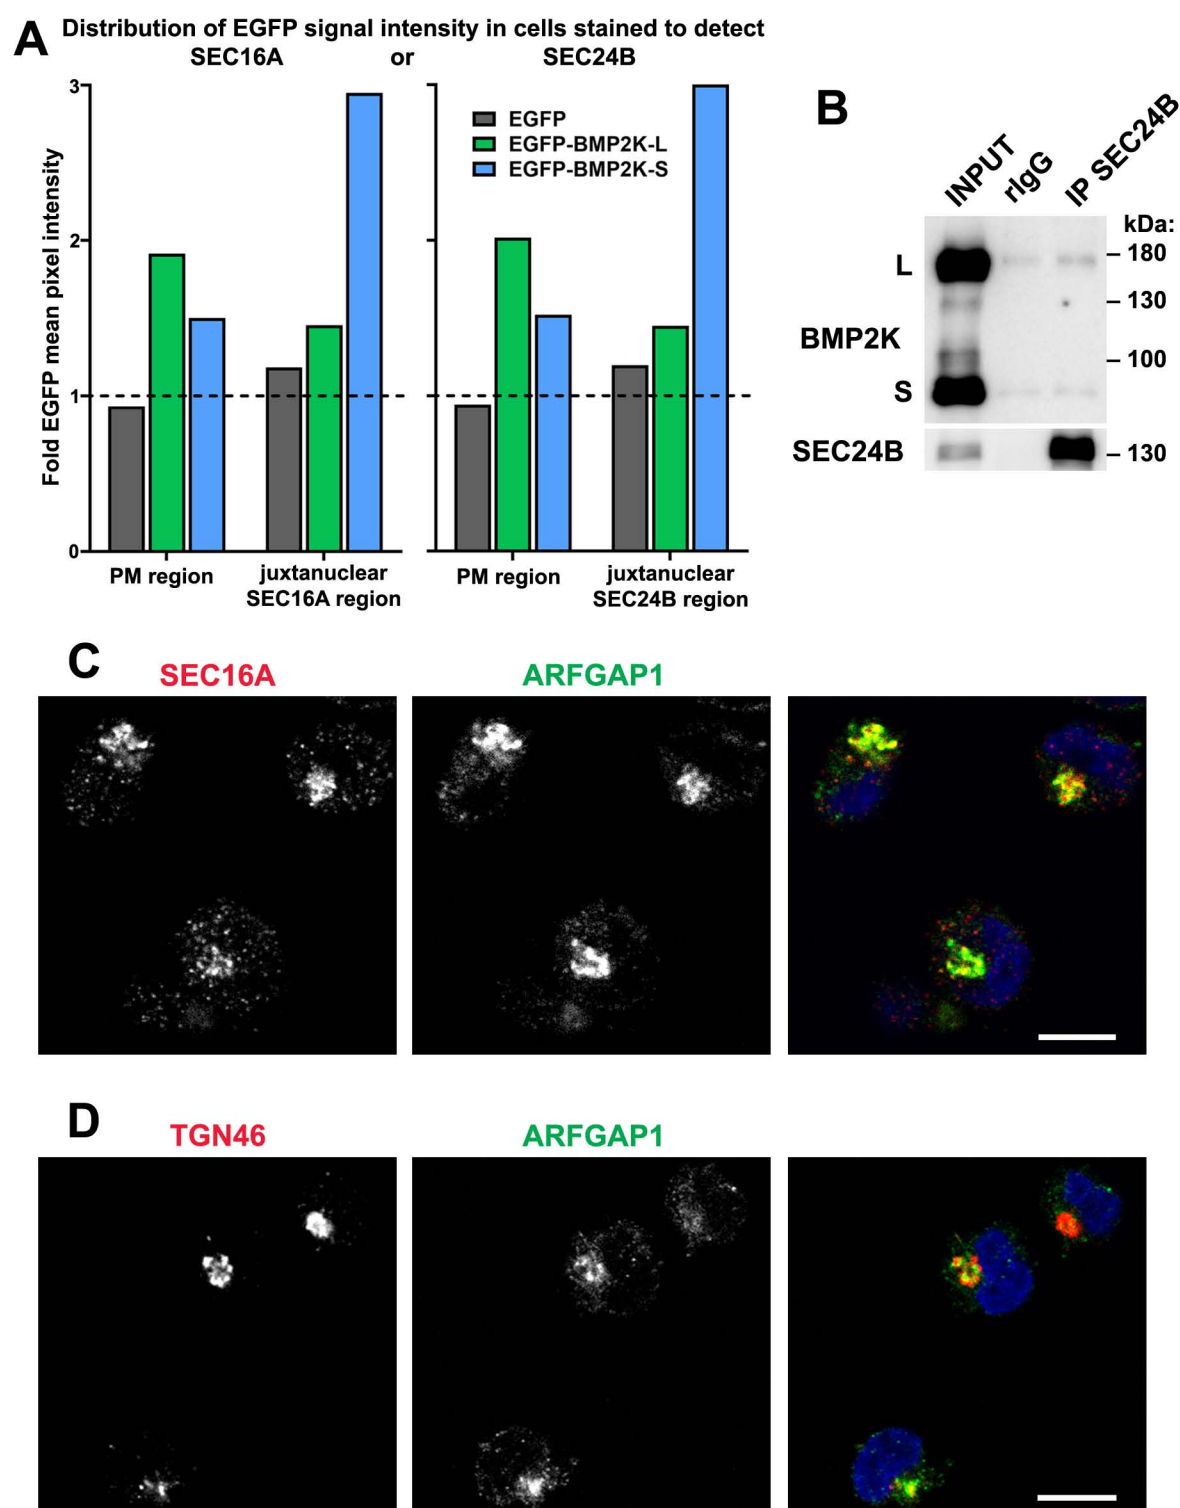 A
Distribution of EGFP signal intensity in cells stained to detect
SEC16A or SEC24B
Fold EGFP mean pixel intensity
3
2
1
0
EGFP
EGFP-BMP2K-L
EGFP-BMP2K-S
PM region
juxtanuclear
SEC16A region
PM region
juxtanuclear
SEC24B region
B
INPUT
rIgG
IP SEC24B
kDa:
L
BMP2K
S
180
130
100
SEC24B
130
C
SEC16A
ARFGAP1
D
TGN46
ARFGAP1